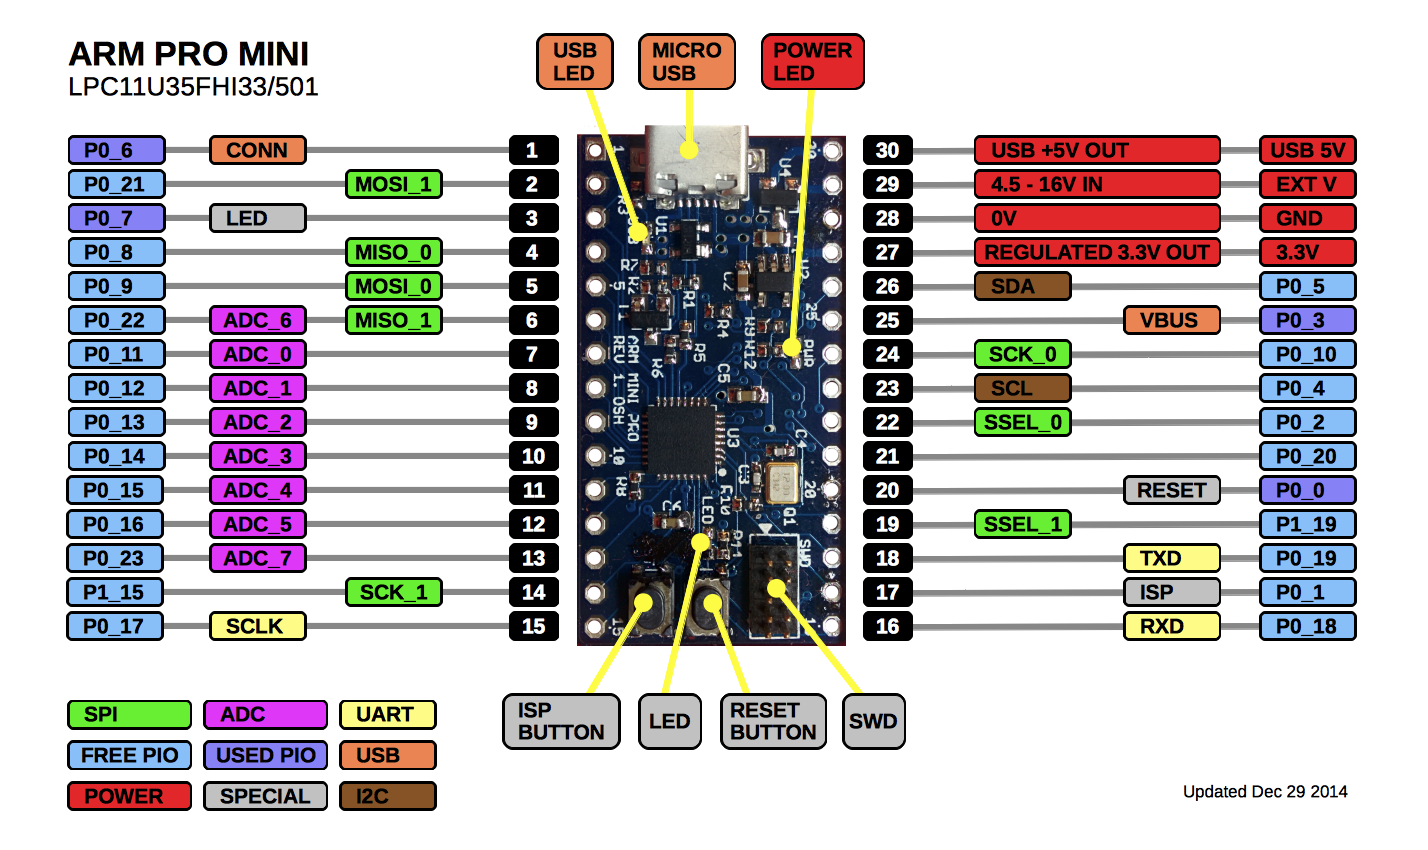 ARM PRO MINI
LPC11U35FHI33/501
USB LED
MICRO USB
POWER LED
P0_6 CONN 1
P0_21 MOSI_1 2
P0_7 LED 3
P0_8 MISO_0 4
P0_9 MOSI_0 5
P0_22 ADC_6 MISO_1 6
P0_11 ADC_0 7
P0_12 ADC_1 8
P0_13 ADC_2 9
P0_14 ADC_3 10
P0_15 ADC_4 11
P0_16 ADC_5 12
P0_23 ADC_7 13
P1_15 SCK_1 14
P0_17 SCLK 15
1
U4
R3
U1
R7
5
C2
R1
R4
25
R5
R6
R12
PWR
C5
ARM MINI PRO
REV 1 OSH
U3
C4
10
C3
20
R8
R10
LED
Q1
R11
SWD
15
30 USB +5V OUT USB 5V
29 4.5 - 16V IN EXT V
28 0V GND
27 REGULATED 3.3V OUT 3.3V
26 SDA P0_5
25 VBUS P0_3
24 SCK_0 P0_10
23 SCL P0_4
22 SSEL_0 P0_2
21 P0_20
20 RESET P0_0
19 SSEL_1 P1_19
18 TXD P0_19
17 ISP P0_1
16 RXD P0_18
ISP BUTTON
LED
RESET BUTTON
SWD
SPI ADC UART
FREE PIO USED PIO USB
POWER SPECIAL I2C
Updated Dec 29 2014